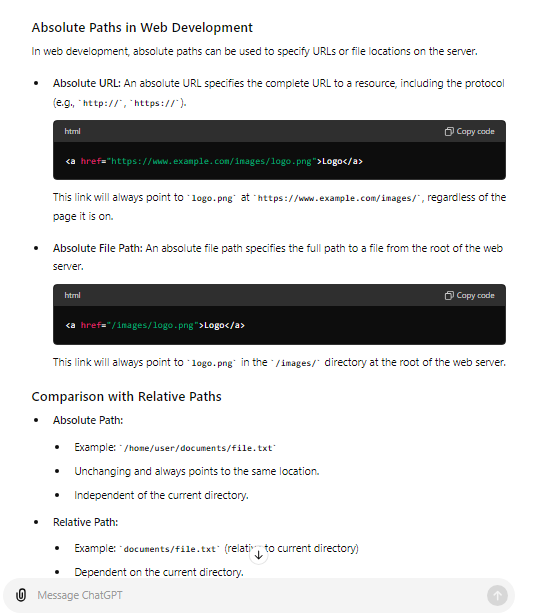 Absolute Paths in Web Development
In web development, absolute paths can be used to specify URLs or file locations on the server.
• Absolute URL: An absolute URL specifies the complete URL to a resource, including the protocol
(e.g., `http://`, `https://`).
html Copy code
<a href="https://www.example.com/images/logo.png">Logo</a>
This link will always point to `logo.png` at `https://www.example.com/images/`, regardless of the
page it is on.
• Absolute File Path: An absolute file path specifies the full path to a file from the root of the web
server.
html Copy code
<a href="/images/logo.png">Logo</a>
This link will always point to `logo.png` in the `/images/` directory at the root of the web server.
Comparison with Relative Paths
• Absolute Path:
• Example: `/home/user/documents/file.txt`
• Unchanging and always points to the same location.
• Independent of the current directory.
• Relative Path:
• Example: `documents/file.txt` to current directory)
• Dependent on the current directory.
Message ChatGPT